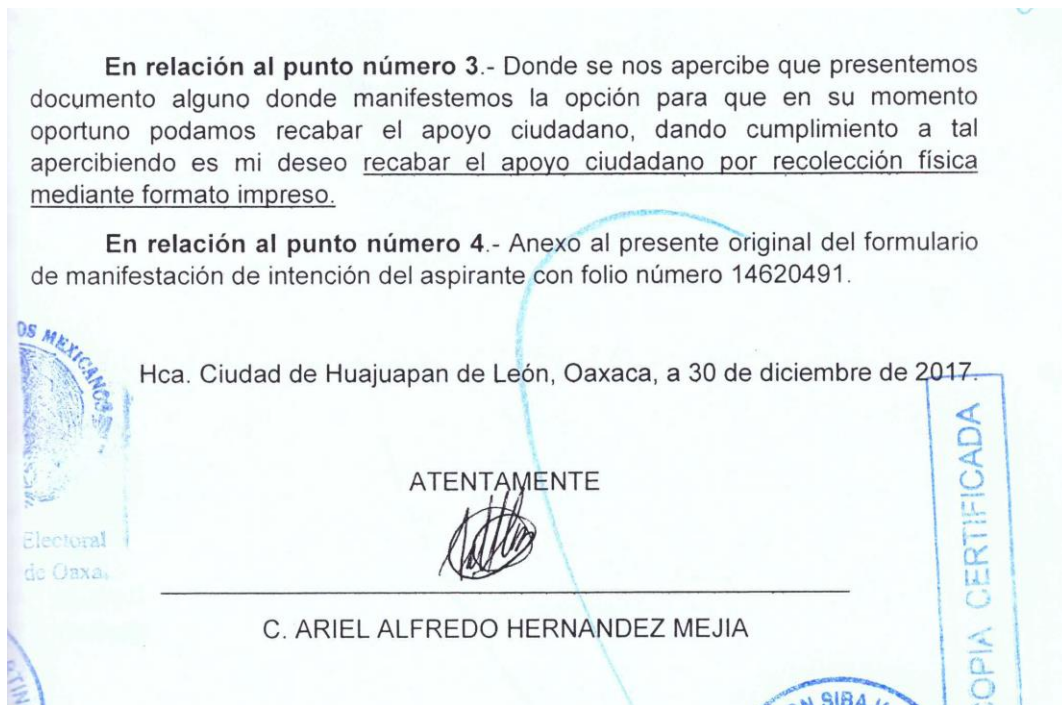 En relación al punto número 3.- Donde se nos apercibe que presentemos
documento alguno donde manifestemos la opción para que en su momento
oportuno podamos recabar el apoyo ciudadano, dando cumplimiento a tal
apercibiendo es mi deseo recabar el apoyo ciudadano por recolección física
mediante formato impreso.
En relación al punto número 4.- Anexo al presente original del formulario
de manifestación de intención del aspirante con folio número 14620491.
OS MEXICANOS
Hca. Ciudad de Huajuapan de León, Oaxaca, a 30 de diciembre de 2017.
ATENTAMENTE
Electoral
de Oaxa
C. ARIEL ALFREDO HERNANDEZ MEJIA
COPIA CERTIFICADA